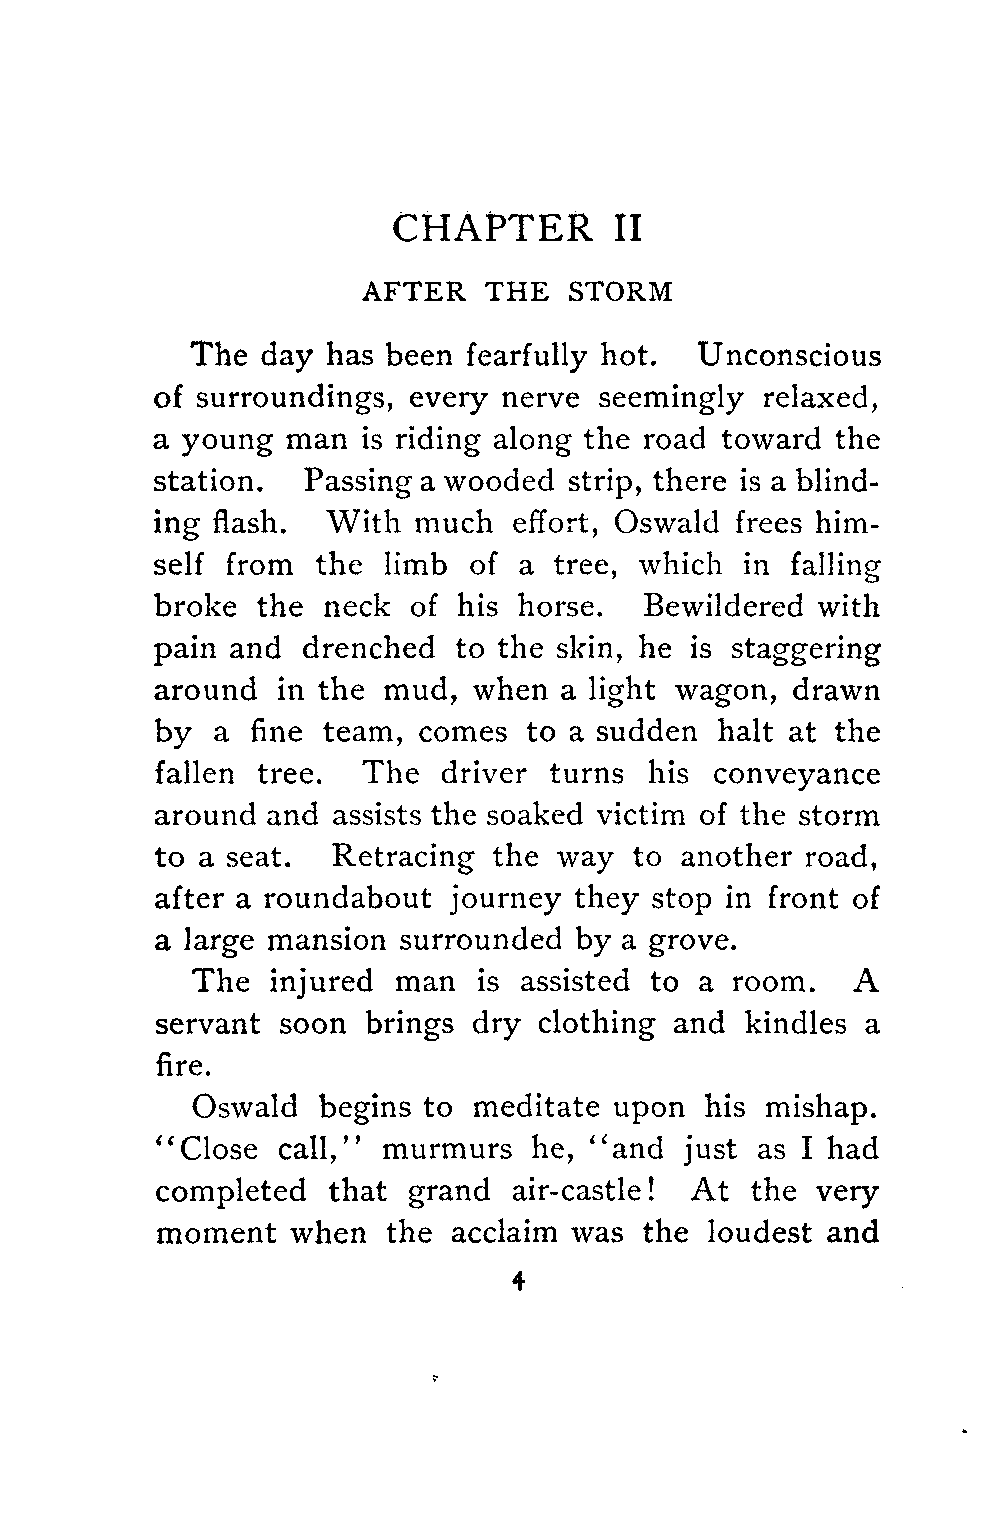 CHAPTER II
AFTER THE STORM
The day has been fearfully hot. Unconscious
of surroundings, every nerve seemingly relaxed,
a young man is riding along the road toward the
station. Passing a wooded strip, there is a blind-
ing flash. With much effort, Oswald frees him-
self from the limb of a tree, which in falling
broke the neck of his horse. Bewildered with
pain and drenched to the skin, he is staggering
around in the mud, when a light wagon, drawn
by a fine team, comes to a sudden halt at the
fallen tree. The driver turns his conveyance
around and assists the soaked victim of the storm
to a seat. Retracing the way to another road,
after a roundabout journey they stop in front of
a large mansion surrounded by a grove.
The injured man is assisted to a room. A
servant soon brings dry clothing and kindles a
fire.
Oswald begins to meditate upon his mishap.
“Close call,” murmurs he, “and just as I had
completed that grand air-castle! At the very
moment when the acclaim was the loudest and
4